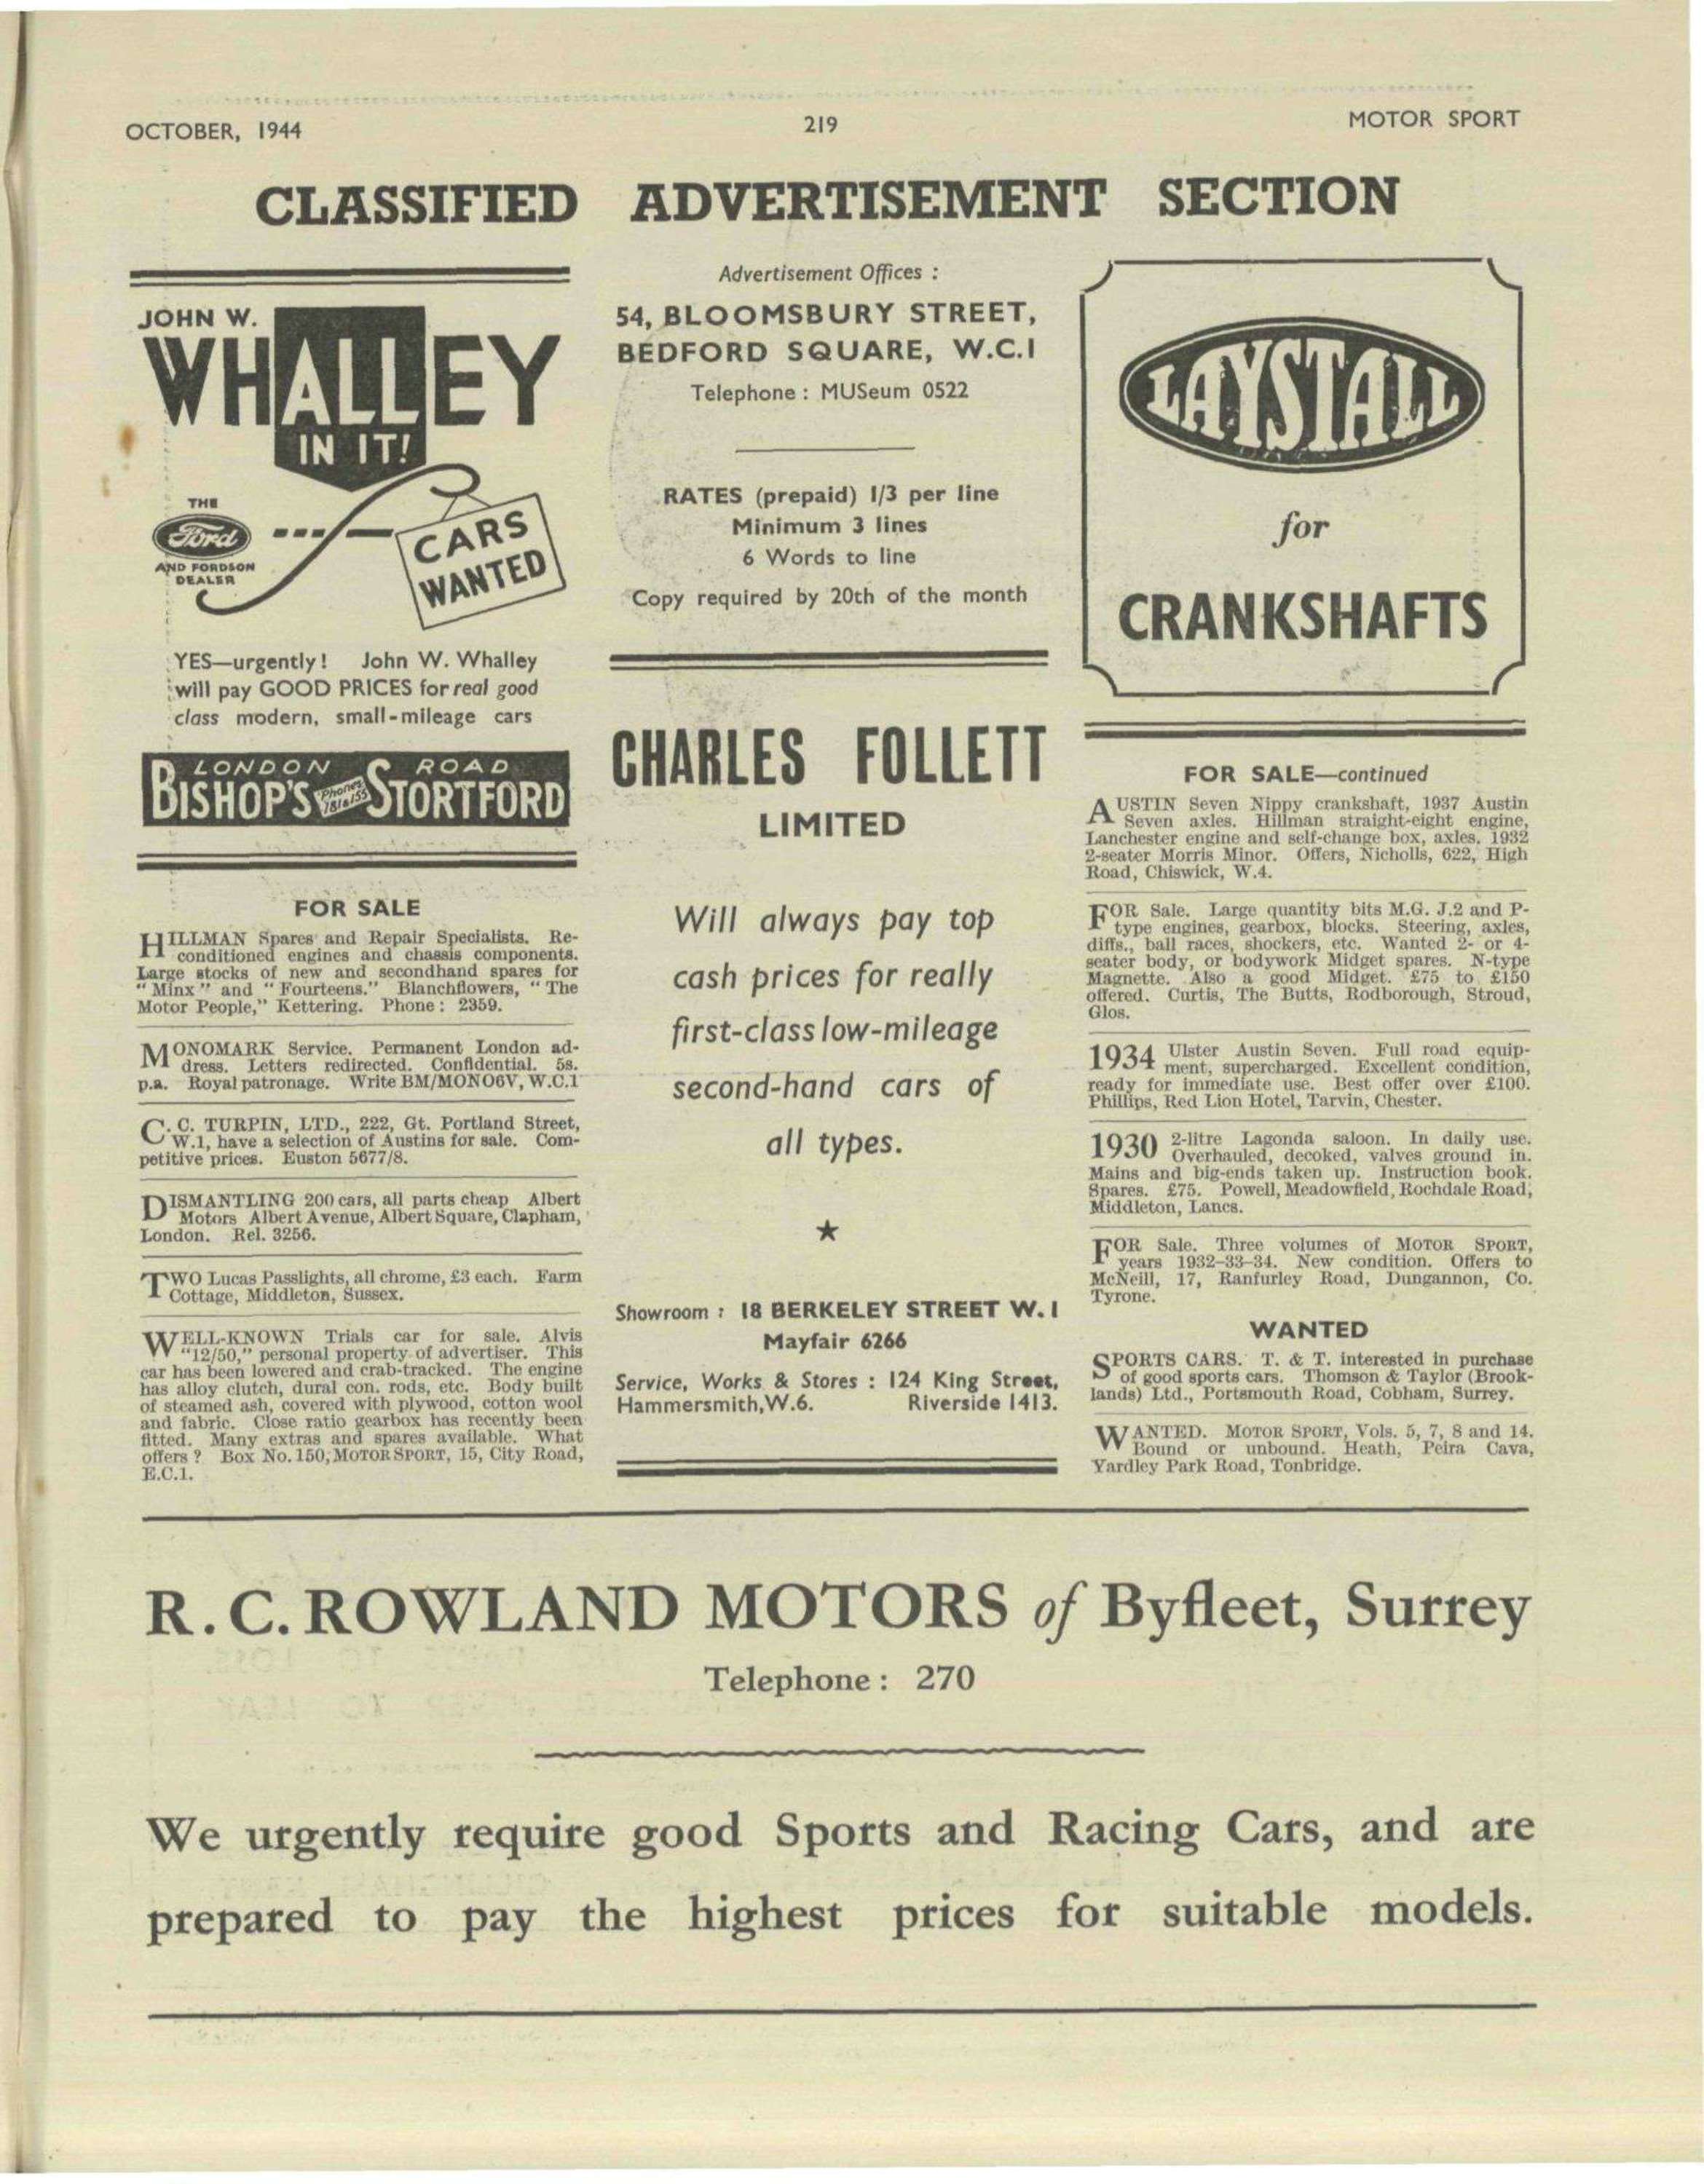 OCTOBER, 1944
219
MOTOR SPORT
CLASSIFIED ADVERTISEMENT SECTION
JOHN W.
WHALLEY
IN IT!
THE
Ford
AND FORDSON
DEALER
CARS
WANTED
YES—urgently! John W. Whalley
will pay GOOD PRICES for real good
class modern, small-mileage cars
LONDON ROAD
BISHOP'S STORTFORD
Phones
FOR SALE
HILLMAN Spares and Repair Specialists. Re-
conditioned engines and chassis components.
Large stocks of new and secondhand spares for
"Minx" and "Fourteens." Blanchflowers, "The
Motor People," Kettering. Phone: 2359.
MONOMARK Service. Permanent London ad-
dress. Letters redirected. Confidential. 5s.
p.a. Royal patronage. Write BM/MONO6V, W.C.1
C. C. TURPIN, LTD., 222, Gt. Portland Street,
W.1, have a selection of Austins for sale. Com-
petitive prices. Euston 5677/8.
DISMANTLING 200 cars, all parts cheap Albert
Motors Albert Avenue, Albert Square, Clapham,
London. Rel. 3256.
TWO Lucas Passlights, all chrome, £3 each. Farm
Cottage, Middleton, Sussex.
WELL-KNOWN Trials car for sale. Alvis
"12/50," personal property of advertiser. This
car has been lowered and crab-tracked. The engine
has alloy clutch, dural con. rods, etc. Body built
of steamed ash, covered with plywood, cotton wool
and fabric. Close ratio gearbox has recently been
fitted. Many extras and spares available. What
offers? Box No. 150, MOTOR SPORT, 15, City Road,
E.C.1.
Advertisement Offices :
54, BLOOMSBURY STREET,
BEDFORD SQUARE, W.C.1
Telephone : MUSeum 0522
RATES (prepaid) 1/3 per line
Minimum 3 lines
6 Words to line
Copy required by 20th of the month
CHARLES FOLLETT
LIMITED
Will always pay top
cash prices for really
first-class low-mileage
second-hand cars of
all types.
Showroom : 18 BERKELEY STREET W.1
Mayfair 6266
Service, Works & Stores : 124 King Street,
Hammersmith, W.6. Riverside 1413.
LAYSTALL
for
CRANKSHAFTS
FOR SALE—continued
AUSTIN Seven Nippy crankshaft, 1937 Austin
Seven axles. Hillman straight-eight engine,
Lanchester engine and self-change box, axles. 1932
2-seater Morris Minor. Offers, Nicholls, 622, High
Road, Chiswick, W.4.
FOR Sale. Large quantity bits M.G. J.2 and P-
type engines, gearbox, blocks. Steering, axles,
diffs., ball races, shockers, etc. Wanted 2- or 4-
seater body, or bodywork Midget spares. N-type
Magnette. Also a good Midget. £75 to £150
offered. Curtis, The Butts, Rodborough, Stroud,
Glos.
1934 Ulster Austin Seven. Full road equip-
ment, supercharged. Excellent condition,
ready for immediate use. Best offer over £100.
Phillips, Red Lion Hotel, Tarvin, Chester.
1930 2-litre Lagonda saloon. In daily use.
Overhauled, decoked, valves ground in.
Mains and big-ends taken up. Instruction book.
Spares. £75. Powell, Meadowfield, Rochdale Road,
Middleton, Lancs.
FOR Sale. Three volumes of MOTOR SPORT,
years 1932-33-34. New condition. Offers to
McNeill, 17, Ranfurley Road, Dungannon, Co.
Tyrone.
WANTED
SPORTS CARS. T. & T. interested in purchase
of good sports cars. Thomson & Taylor (Brook-
lands) Ltd., Portsmouth Road, Cobham, Surrey.
WANTED. MOTOR SPORT, Vols. 5, 7, 8 and 14.
Bound or unbound. Heath, Peira Cava,
Yardley Park Road, Tonbridge.
R. C. ROWLAND MOTORS of Byfleet, Surrey
Telephone : 270
We urgently require good Sports and Racing Cars, and are
prepared to pay the highest prices for suitable models.